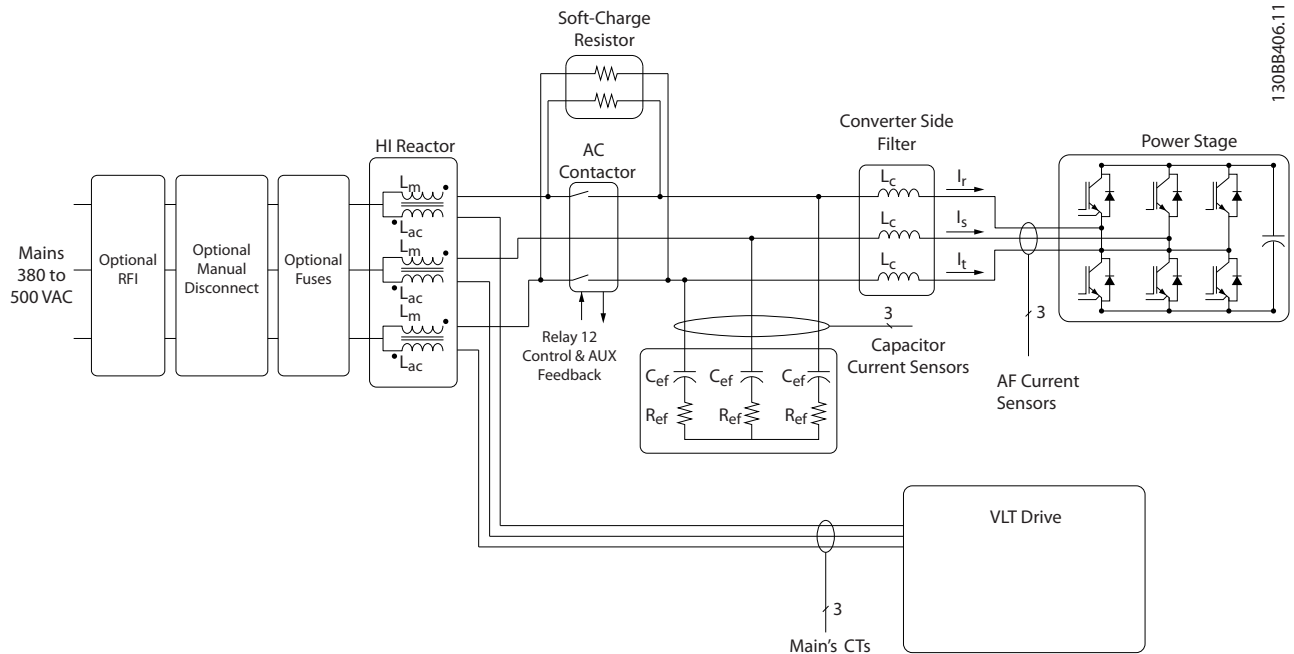 130BB406.11
Soft-Charge
Resistor
Converter Side
Filter
Power Stage
HI Reactor
AC
Contactor
Lm
Lac
Lm
Lac
Lm
Lac
Lc
Lc
Lc
Ir
Is
It
Mains
380 to
500 VAC
Optional
RFI
Optional
Manual
Disconnect
Optional
Fuses
Relay 12
Control & AUX
Feedback
3
Capacitor
Current Sensors
3
AF Current
Sensors
Cef
Cef
Cef
Ref
Ref
Ref
VLT Drive
3
Main's CTs